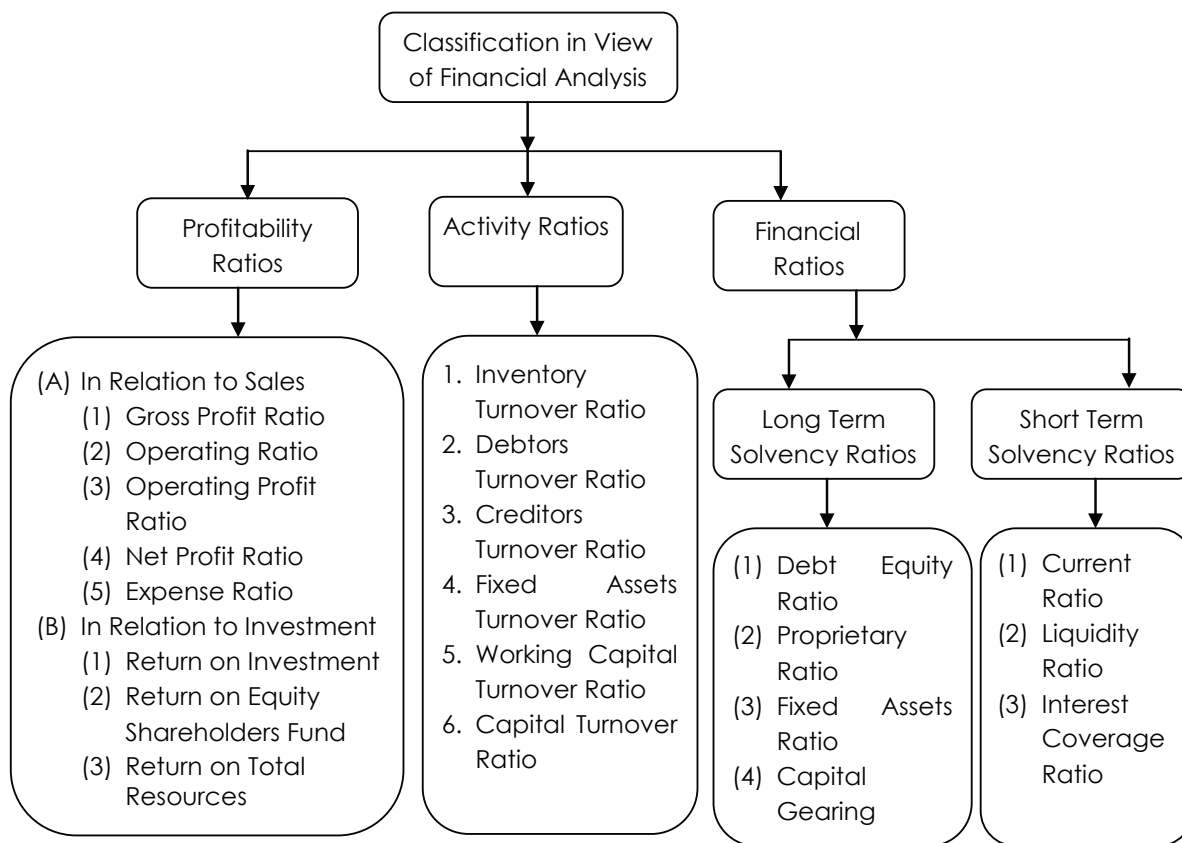 Classification in View
of Financial Analysis
Profitability
Ratios
Activity Ratios
Financial
Ratios
(A) In Relation to Sales
(1) Gross Profit Ratio
(2) Operating Ratio
(3) Operating Profit
Ratio
(4) Net Profit Ratio
(5) Expense Ratio
(B) In Relation to Investment
(1) Return on Investment
(2) Return on Equity
Shareholders Fund
(3) Return on Total
Resources
1. Inventory
Turnover Ratio
2. Debtors
Turnover Ratio
3. Creditors
Turnover Ratio
4. Fixed Assets
Turnover Ratio
5. Working Capital
Turnover Ratio
6. Capital Turnover
Ratio
Long Term
Solvency Ratios
Short Term
Solvency Ratios
(1) Debt Equity
Ratio
(2) Proprietary
Ratio
(3) Fixed Assets
Ratio
(4) Capital
Gearing
(1) Current
Ratio
(2) Liquidity
Ratio
(3) Interest
Coverage
Ratio